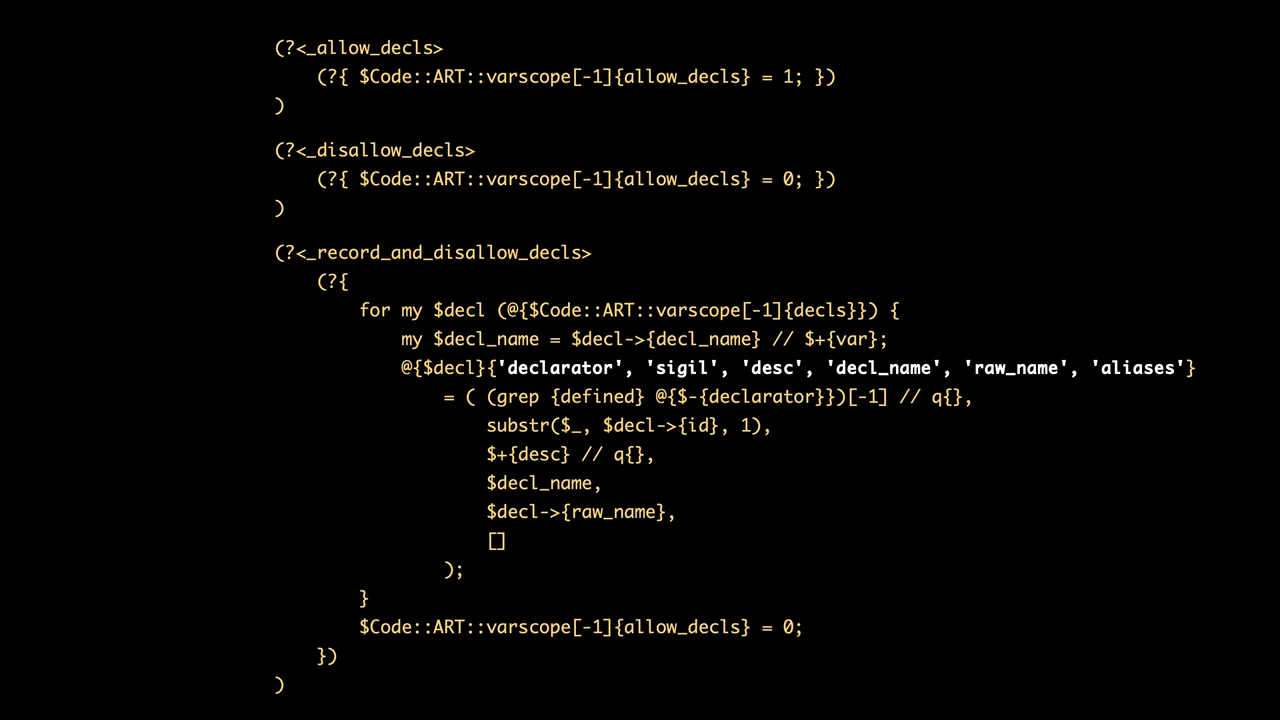 (?<_allow_decls>
    (?{ $Code::ART::varscope[-1]{allow_decls} = 1; })
)
(?<_disallow_decls>
    (?{ $Code::ART::varscope[-1]{allow_decls} = 0; })
)
(?<_record_and_disallow_decls>
    (?{
        for my $decl (@{$Code::ART::varscope[-1]{decls}}) {
            my $decl_name = $decl->{decl_name} // $+{var};
            @{$decl}{'declarator', 'sigil', 'desc', 'decl_name', 'raw_name', 'aliases'}
                = ( (grep {defined} @{$-{declarator}})[-1] // q{},
                    substr($_, $decl->{id}, 1),
                    $+{desc} // q{},
                    $decl_name,
                    $decl->{raw_name},
                    []
                );
        }
        $Code::ART::varscope[-1]{allow_decls} = 0;
    })
)